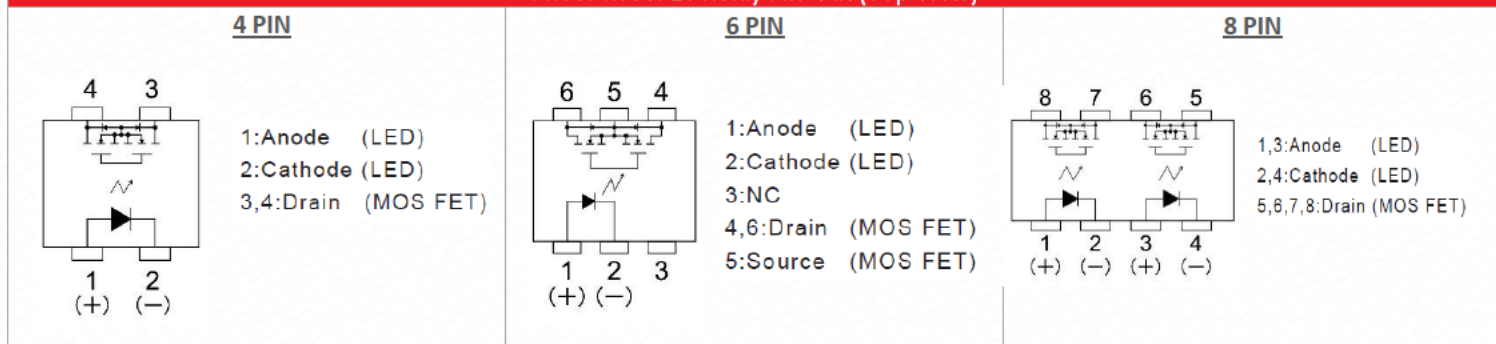 4 PIN
4 3
1:Anode (LED)
2:Cathode (LED)
3,4:Drain (MOS FET)
1 2
(+) (−)
6 PIN
6 5 4
1:Anode (LED)
2:Cathode (LED)
3:NC
4,6:Drain (MOS FET)
5:Source (MOS FET)
1 2 3
(+) (−)
8 PIN
8 7 6 5
1,3:Anode (LED)
2,4:Cathode (LED)
5,6,7,8:Drain (MOS FET)
1 2 3 4
(+) (−) (+) (−)